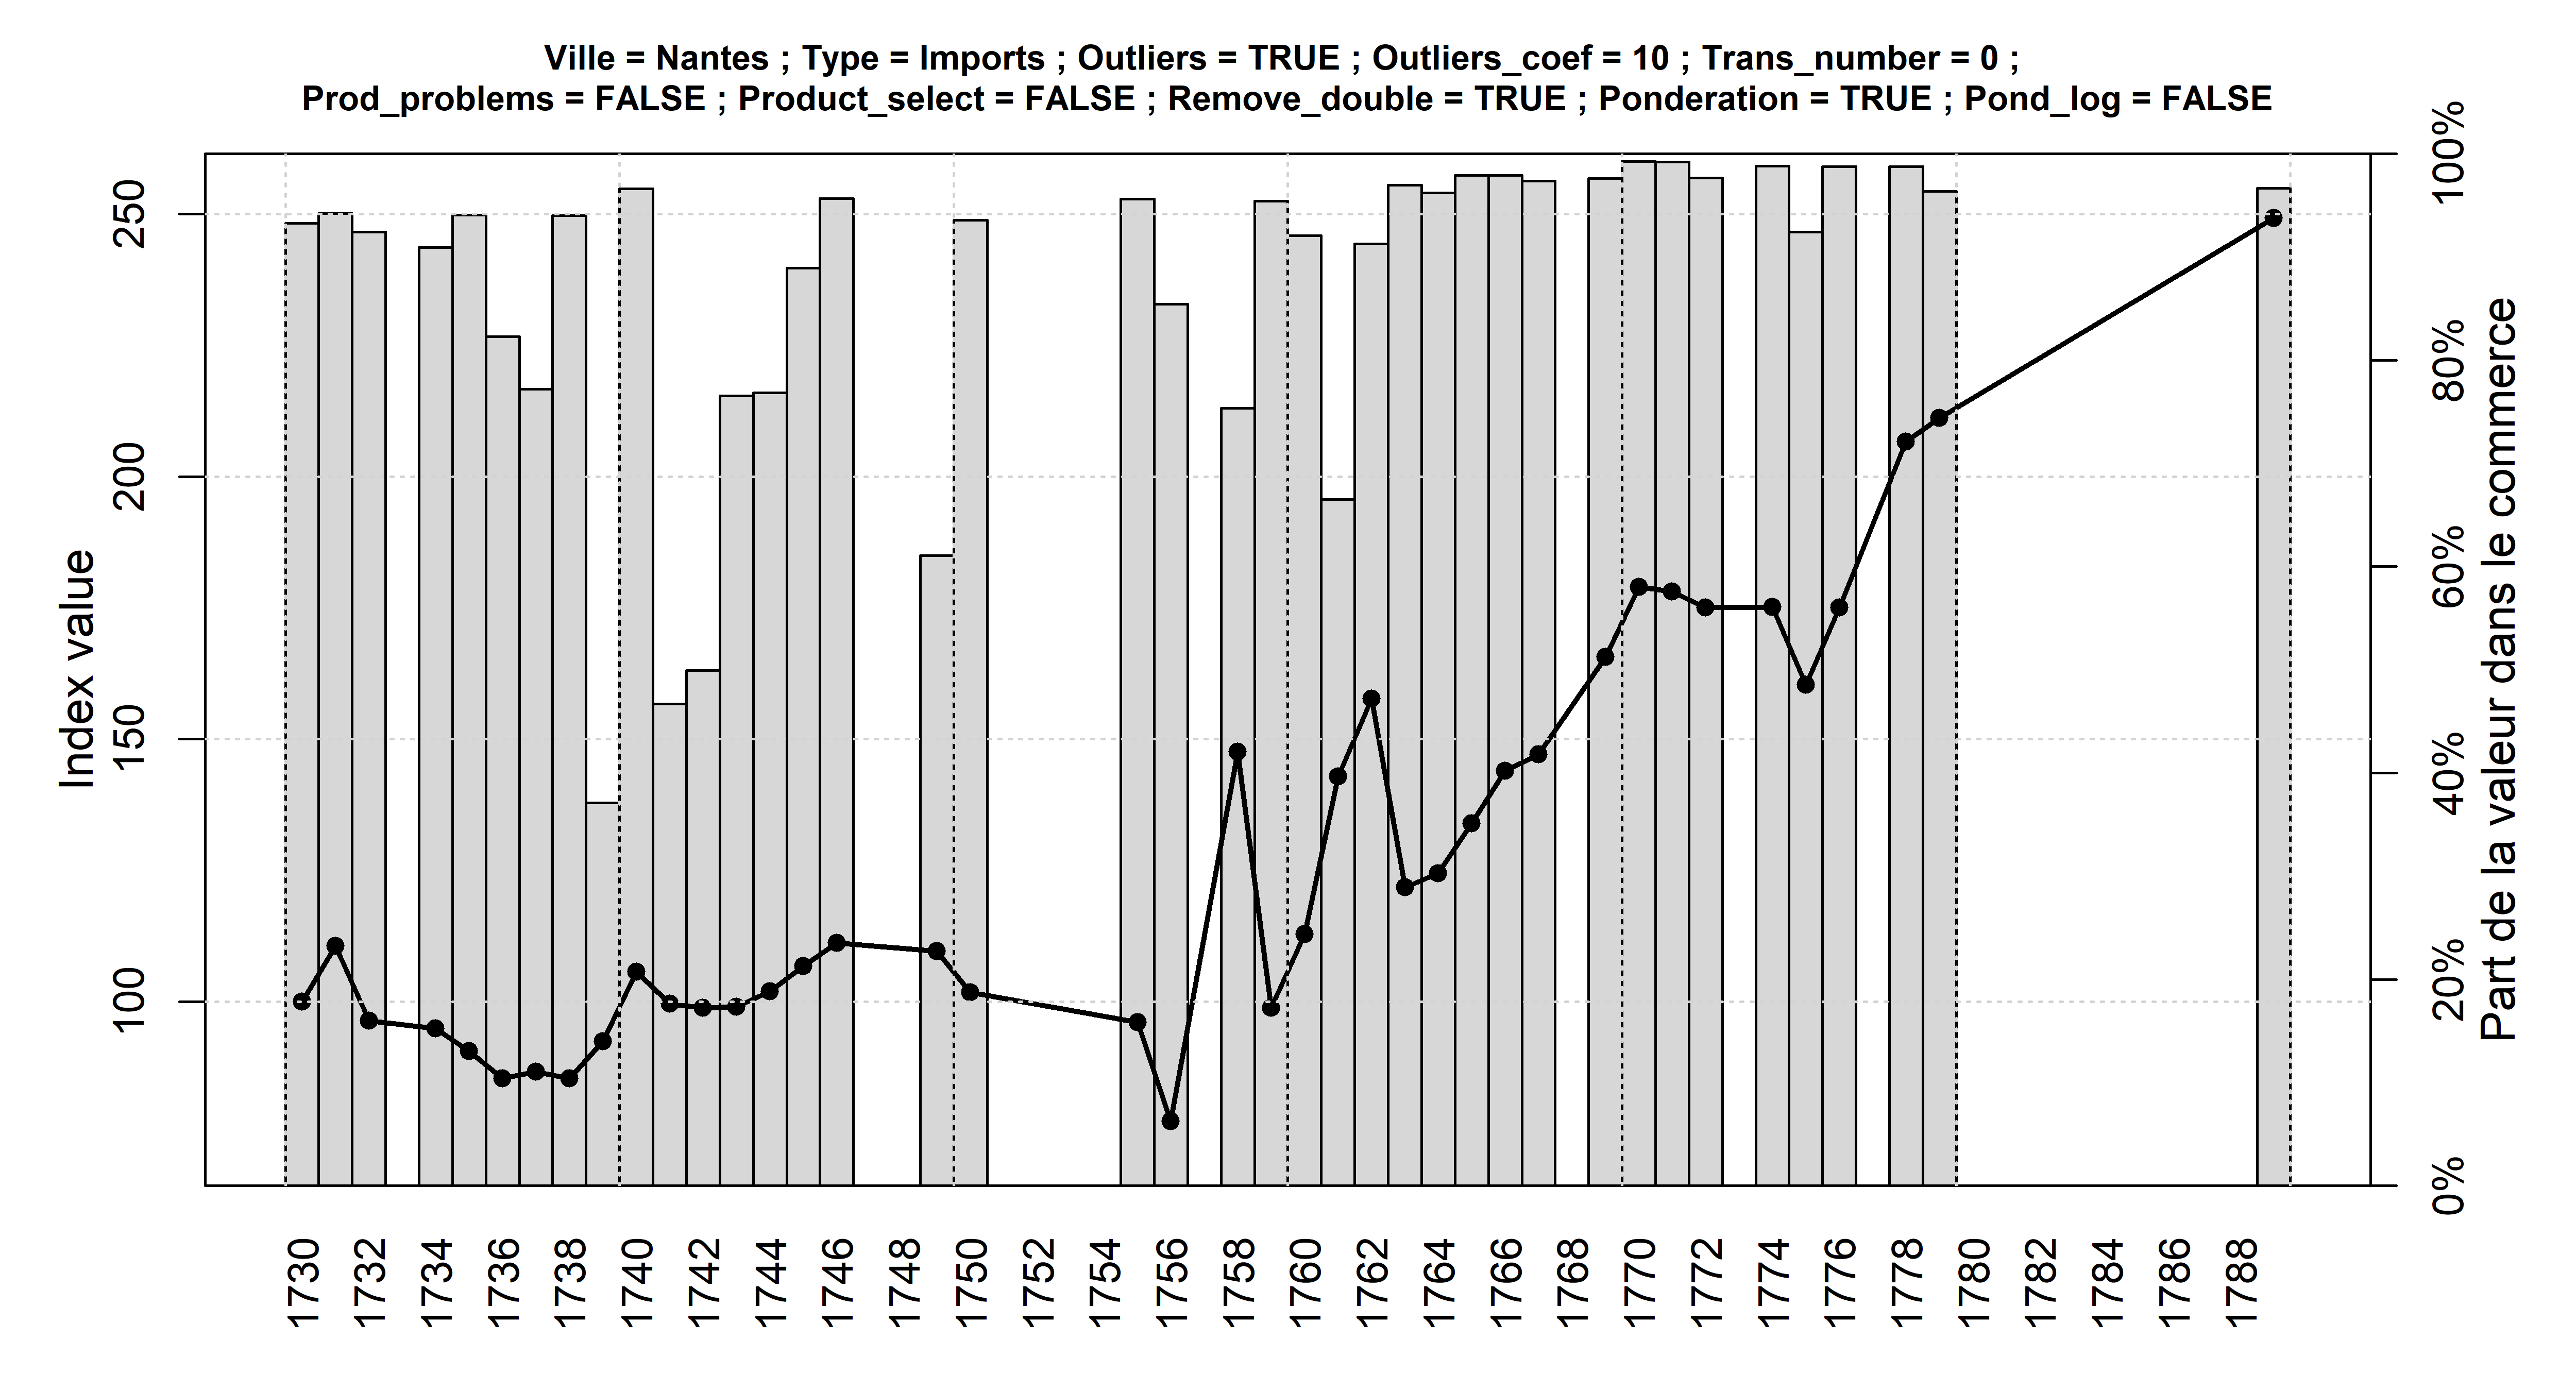 Ville = Nantes ; Type = Imports ; Outliers = TRUE ; Outliers_coef = 10 ; Trans_number = 0 ;
Prod_problems = FALSE ; Product_select = FALSE ; Remove_double = TRUE ; Ponderation = TRUE ; Pond_log = FALSE
Index value
250
200
150
100
100%
80%
60%
40%
20%
0%
Part de la valeur dans le commerce
1730 1732 1734 1736 1738 1740 1742 1744 1746 1748 1750 1752 1754 1756 1758 1760 1762 1764 1766 1768 1770 1772 1774 1776 1778 1780 1782 1784 1786 1788